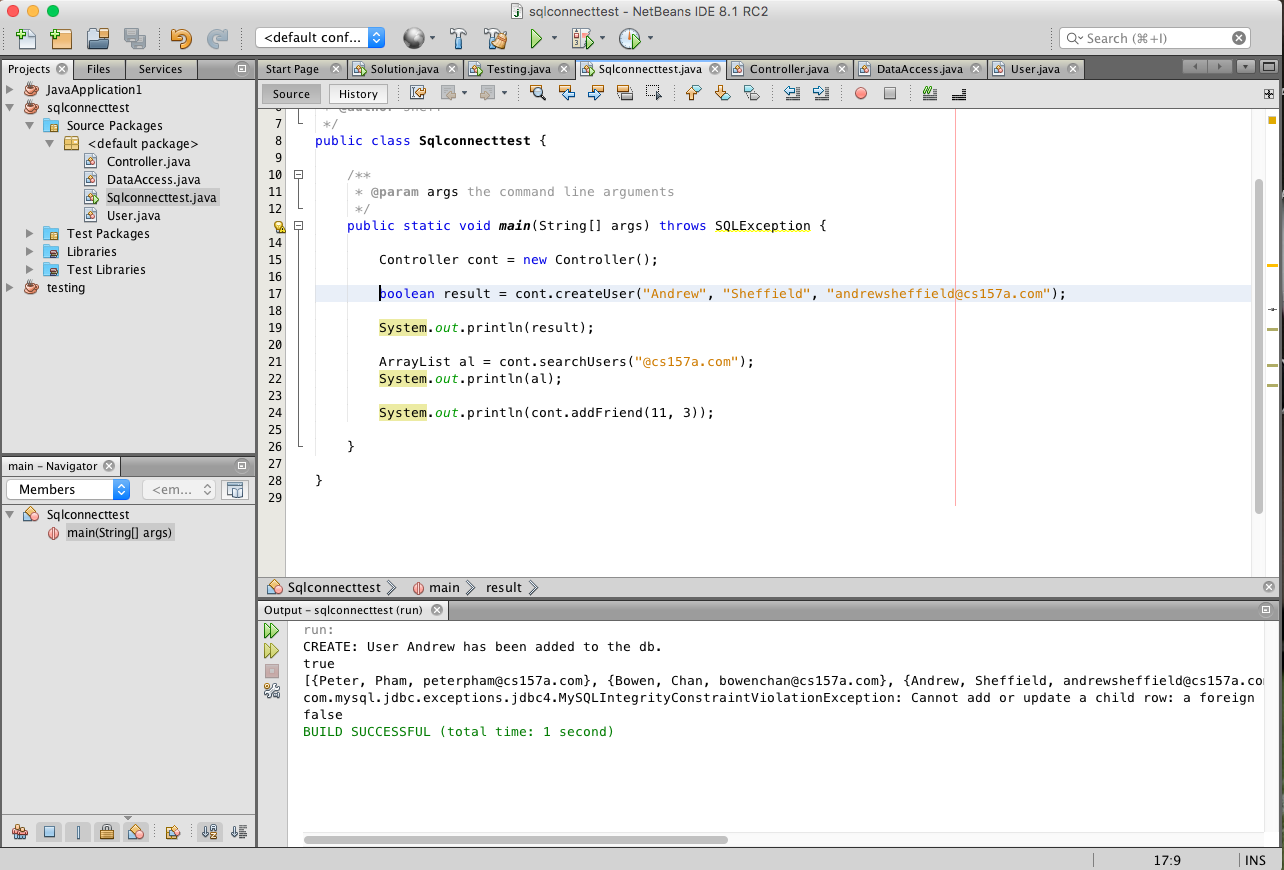 sqlconnecttest - NetBeans IDE 8.1 RC2
<default conf...
Search (⌘+I)
Projects
Files
Services
JavaApplication1
sqlconnecttest
Source Packages
<default package>
Controller.java
DataAccess.java
Sqlconnecttest.java
User.java
Test Packages
Libraries
Test Libraries
testing
Start Page
Solution.java
Testing.java
Sqlconnecttest.java
Controller.java
DataAccess.java
User.java
Source
History
7 */
8 public class Sqlconnecttest {
9
10 /**
11 * @param args the command line arguments
12 */
public static void main(String[] args) throws SQLException {
14
15 Controller cont = new Controller();
16
17 boolean result = cont.createUser("Andrew", "Sheffield", "andrewsheffield@cs157a.com");
18
19 System.out.println(result);
20
21 ArrayList al = cont.searchUsers("@cs157a.com");
22 System.out.println(al);
23
24 System.out.println(cont.addFriend(11, 3));
25
26 }
27
28 }
29
main - Navigator
Members
<em...
Sqlconnecttest
main(String[] args)
Sqlconnecttest
main
result
Output - sqlconnecttest (run)
run:
CREATE: User Andrew has been added to the db.
true
[{Peter, Pham, peterpham@cs157a.com}, {Bowen, Chan, bowenchan@cs157a.com}, {Andrew, Sheffield, andrewsheffield@cs157a.co
com.mysql.jdbc.exceptions.jdbc4.MySQLIntegrityConstraintViolationException: Cannot add or update a child row: a foreign
false
BUILD SUCCESSFUL (total time: 1 second)
17:9
INS